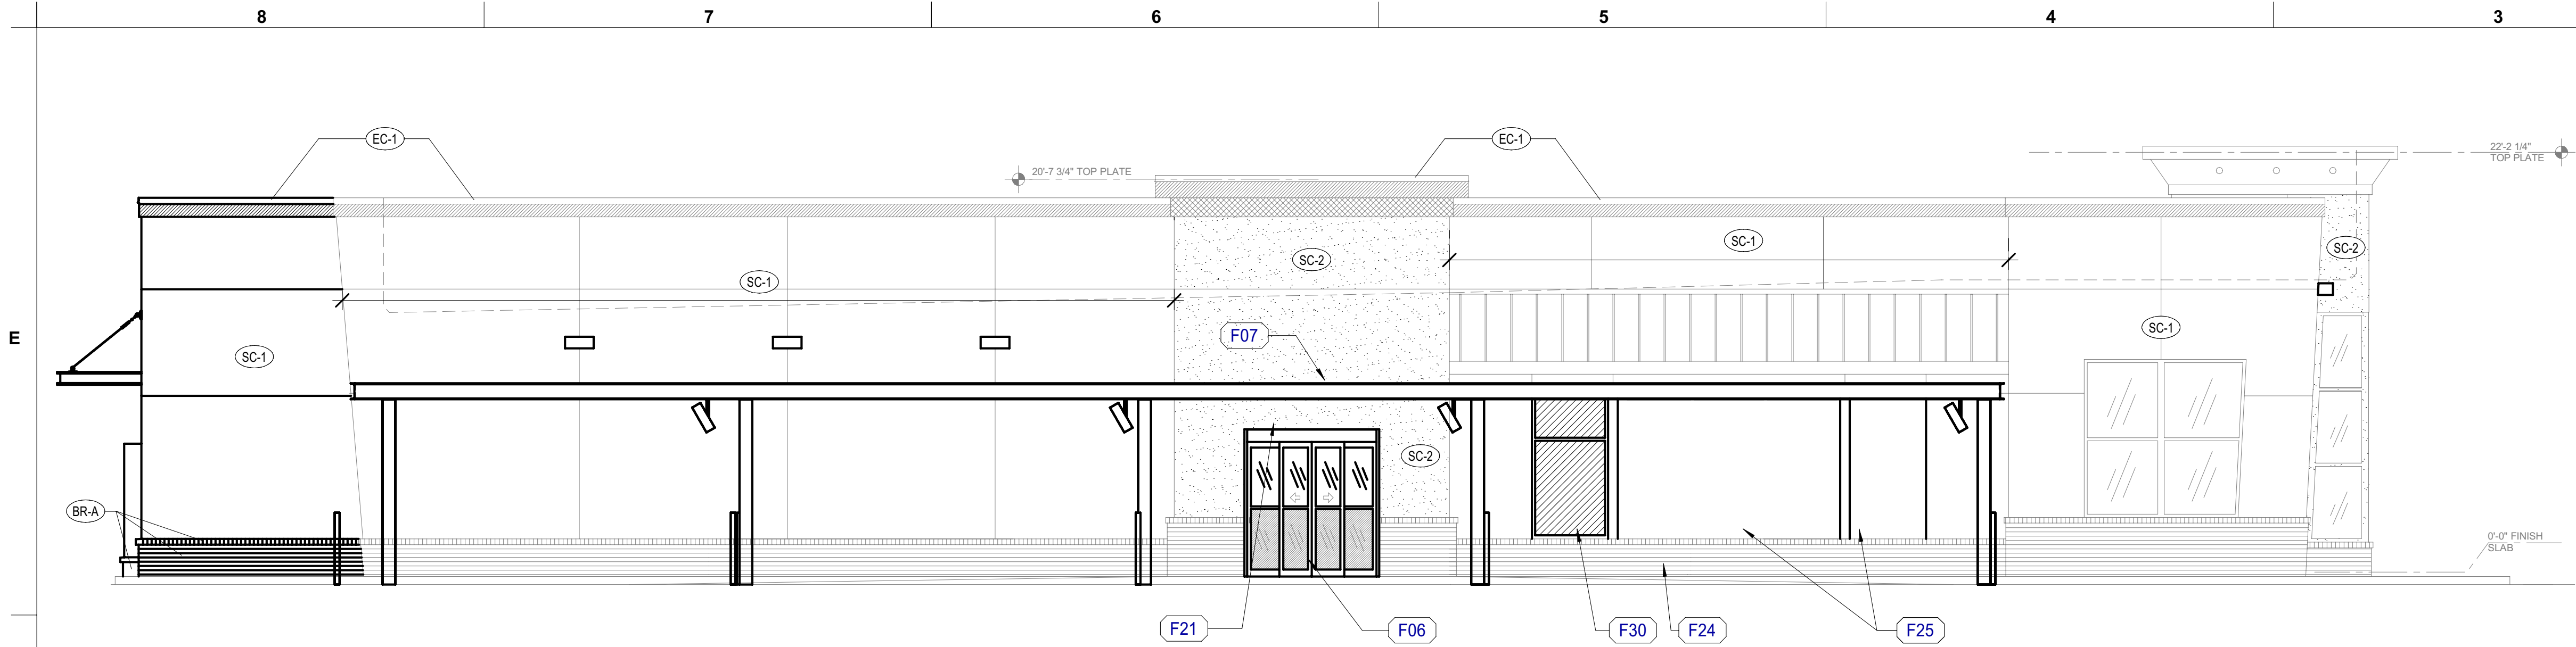 8 7 6 5 4 3
EC-1 EC-1
22'-2 1/4"
TOP PLATE
20'-7 3/4" TOP PLATE
SC-1 SC-2
SC-2
SC-1
E
F07
SC-1
SC-1
SC-2
BR-A
0'-0" FINISH
SLAB
F21 F06 F30 F24 F25